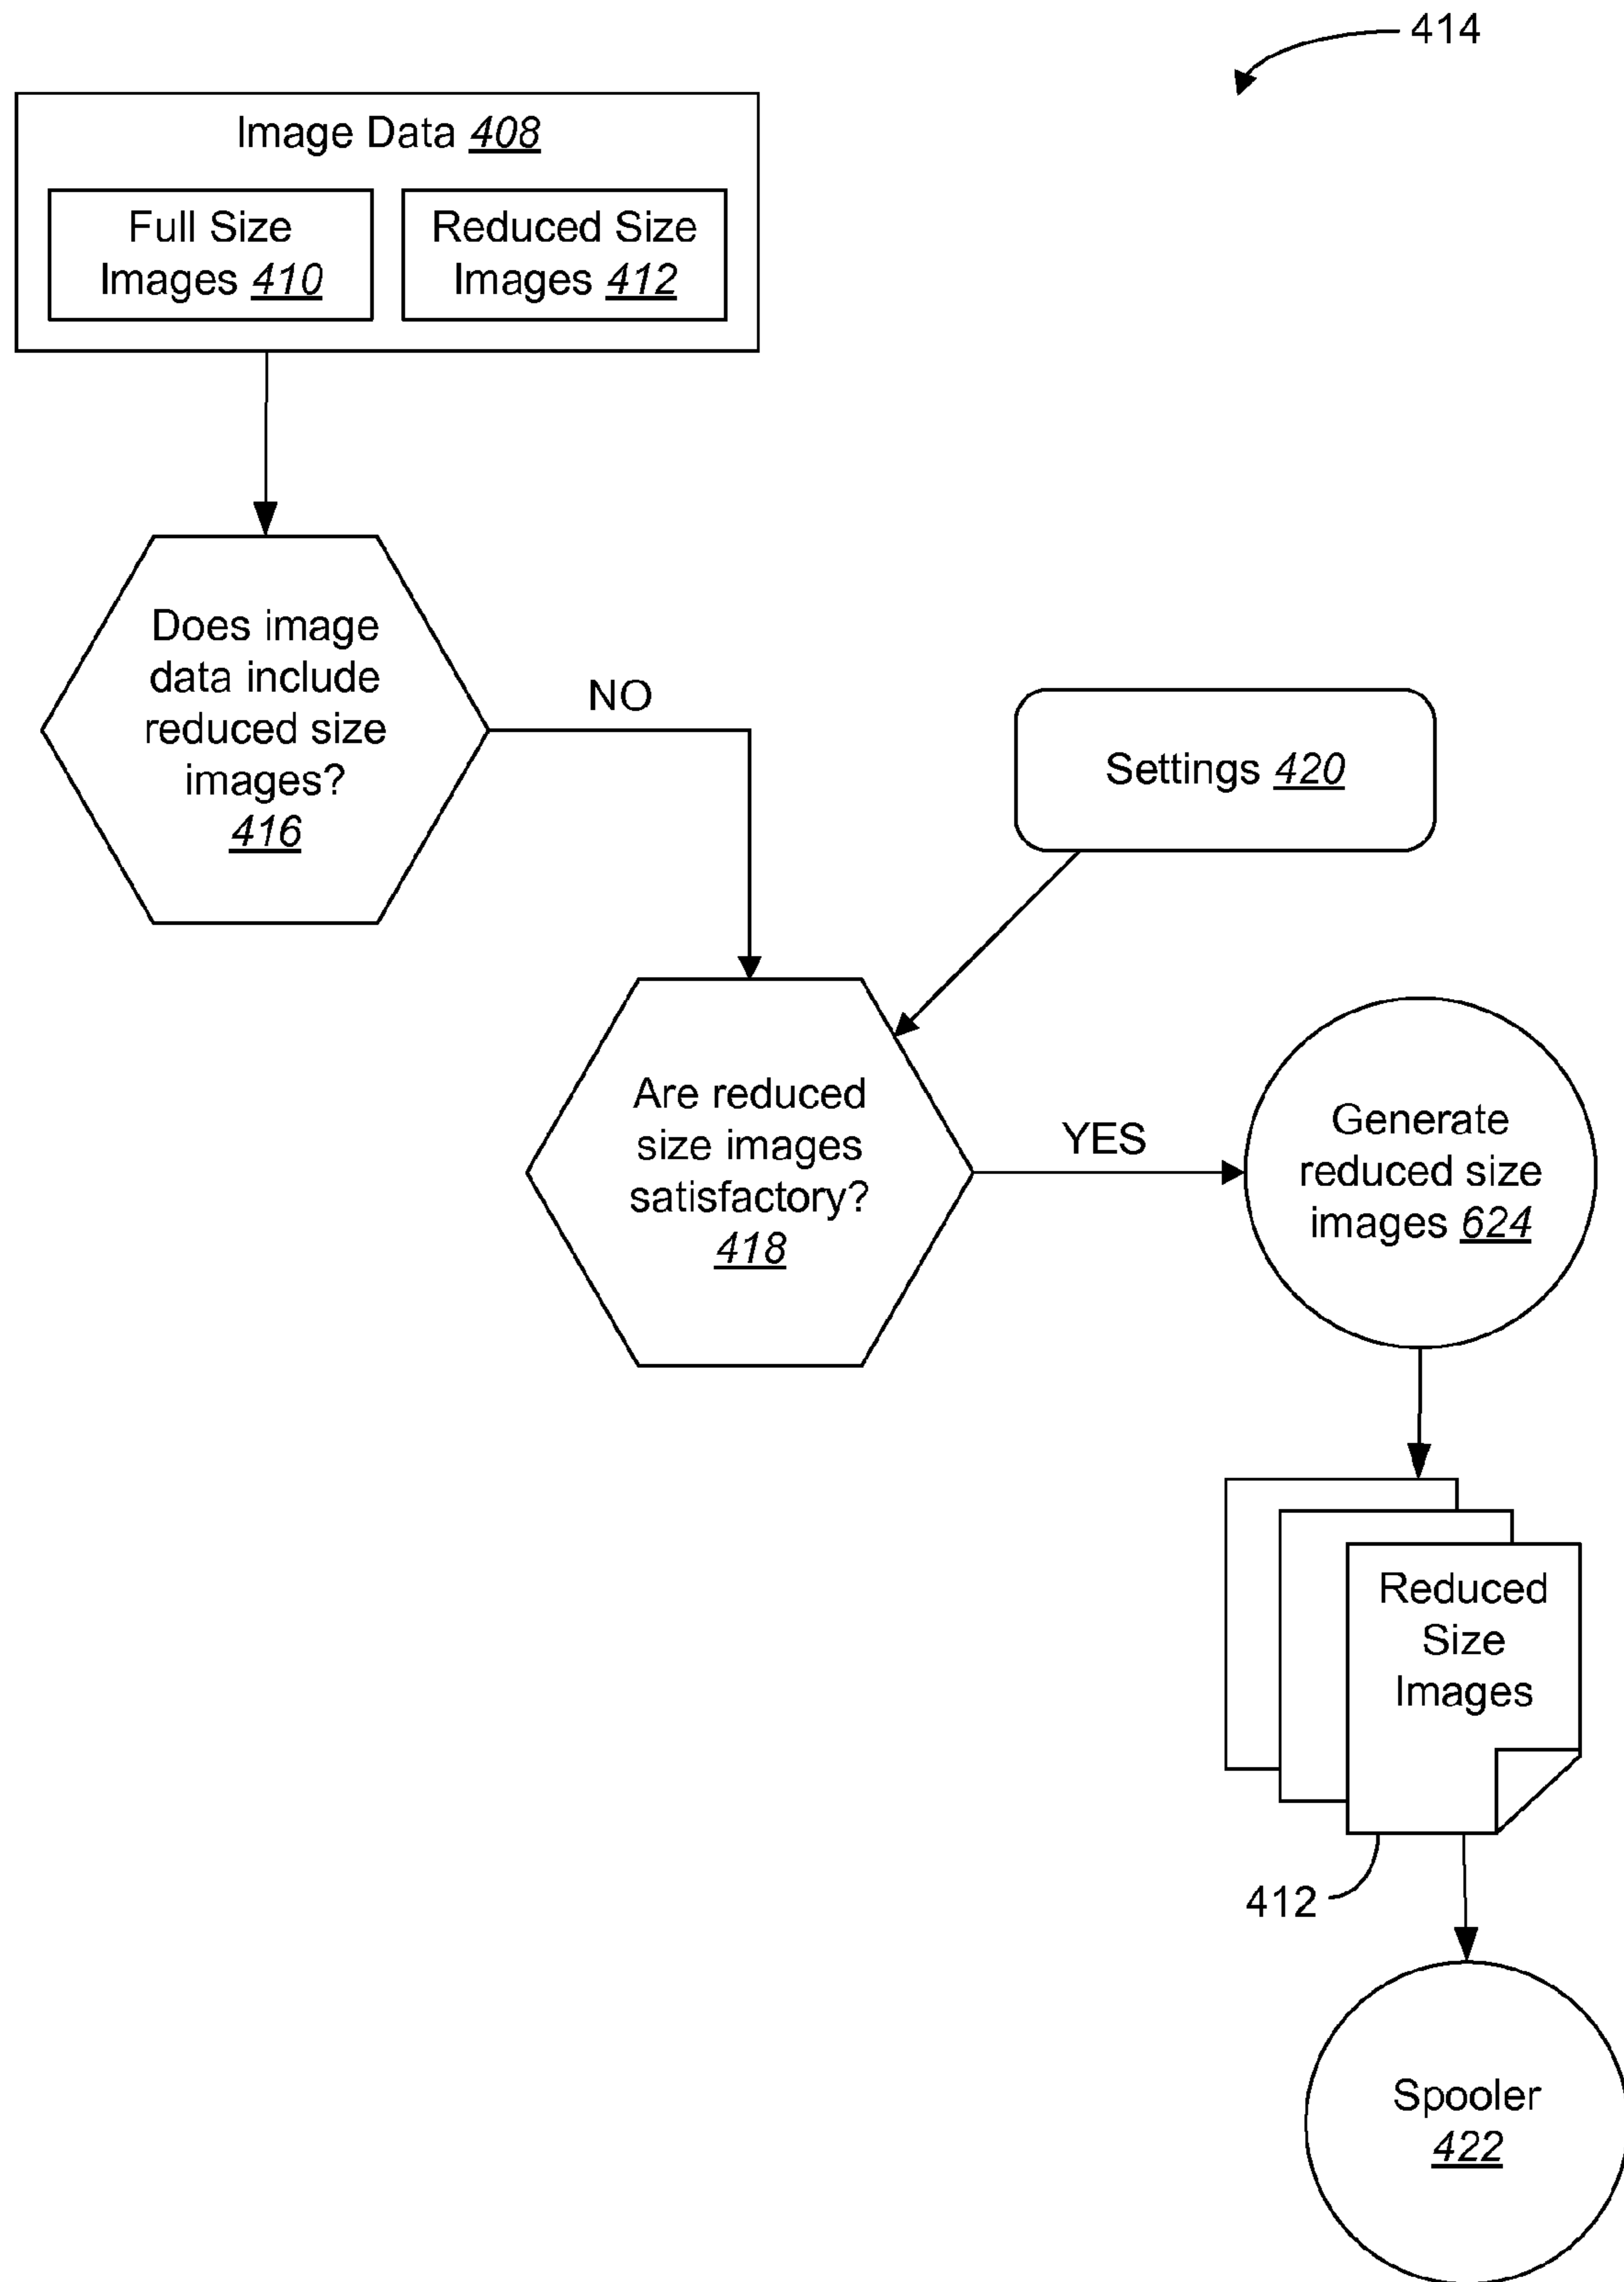 414
Image Data 408
Full Size
Images 410
Reduced Size
Images 412
Does image
data include
reduced size
images?
416
NO
Settings 420
Are reduced
size images
satisfactory?
418
YES
Generate
reduced size
images 624
Reduced
Size
Images
412
Spooler
422